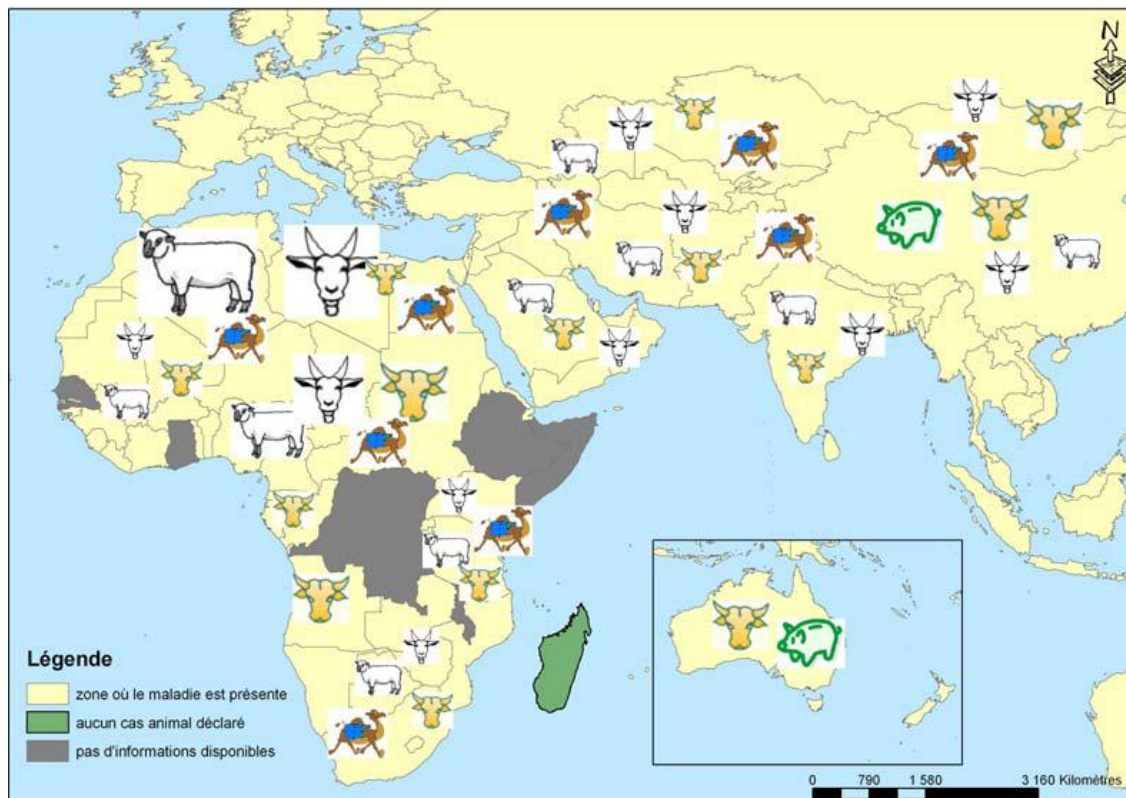 N
Légende
zone où le maladie est présente
aucun cas animal déclaré
pas d'informations disponibles
0 790 1 580 3 160 Kilomètres